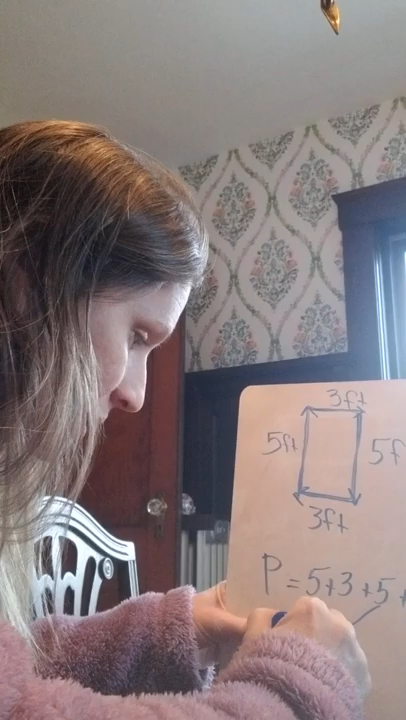 3ft
5ft 5f
3ft
P = 5+3+5+